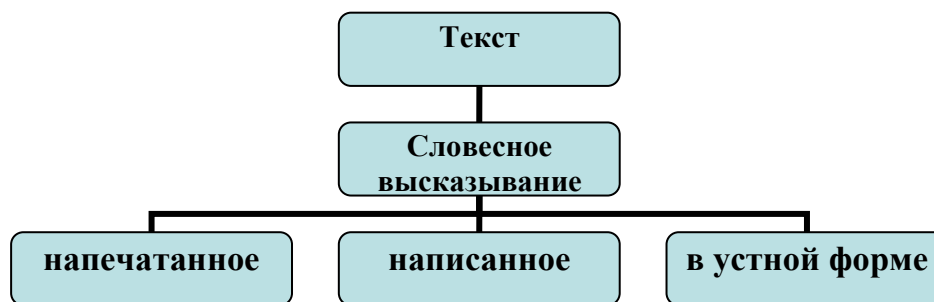 Текст
Словесное
высказывание
напечатанное
написанное
в устной форме